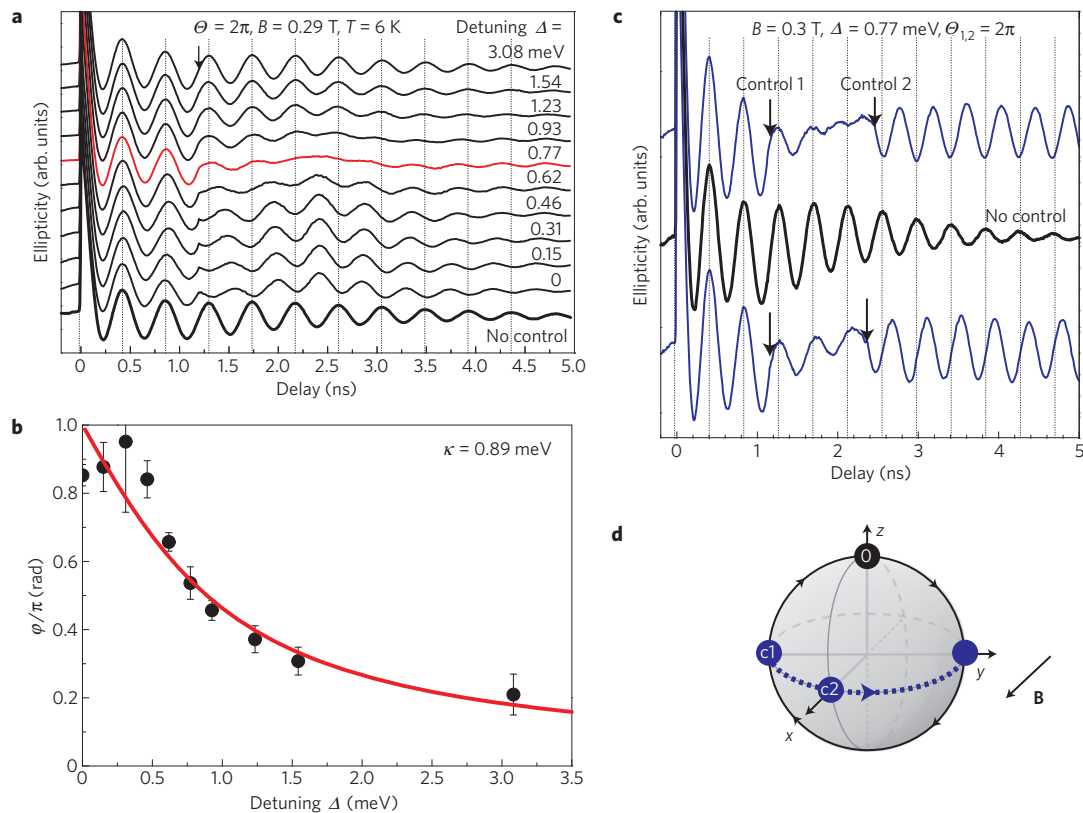 a
Θ = 2π, B = 0.29 T, T = 6 K
Detuning Δ =
3.08 meV
1.54
1.23
0.93
0.77
0.62
0.46
0.31
0.15
0
No control
Ellipticity (arb. units)
0 0.5 1.0 1.5 2.0 2.5 3.0 3.5 4.0 4.5 5.0
Delay (ns)
b
κ = 0.89 meV
φ/π (rad)
1.0
0.8
0.6
0.4
0.2
0
0 0.5 1.0 1.5 2.0 2.5 3.0 3.5
Detuning Δ (meV)
c
B = 0.3 T, Δ = 0.77 meV, Θ1,2 = 2π
Control 1 Control 2
No control
Ellipticity (arb. units)
0 1 2 3 4 5
Delay (ns)
d
z
0
c1
c2
y
x
B